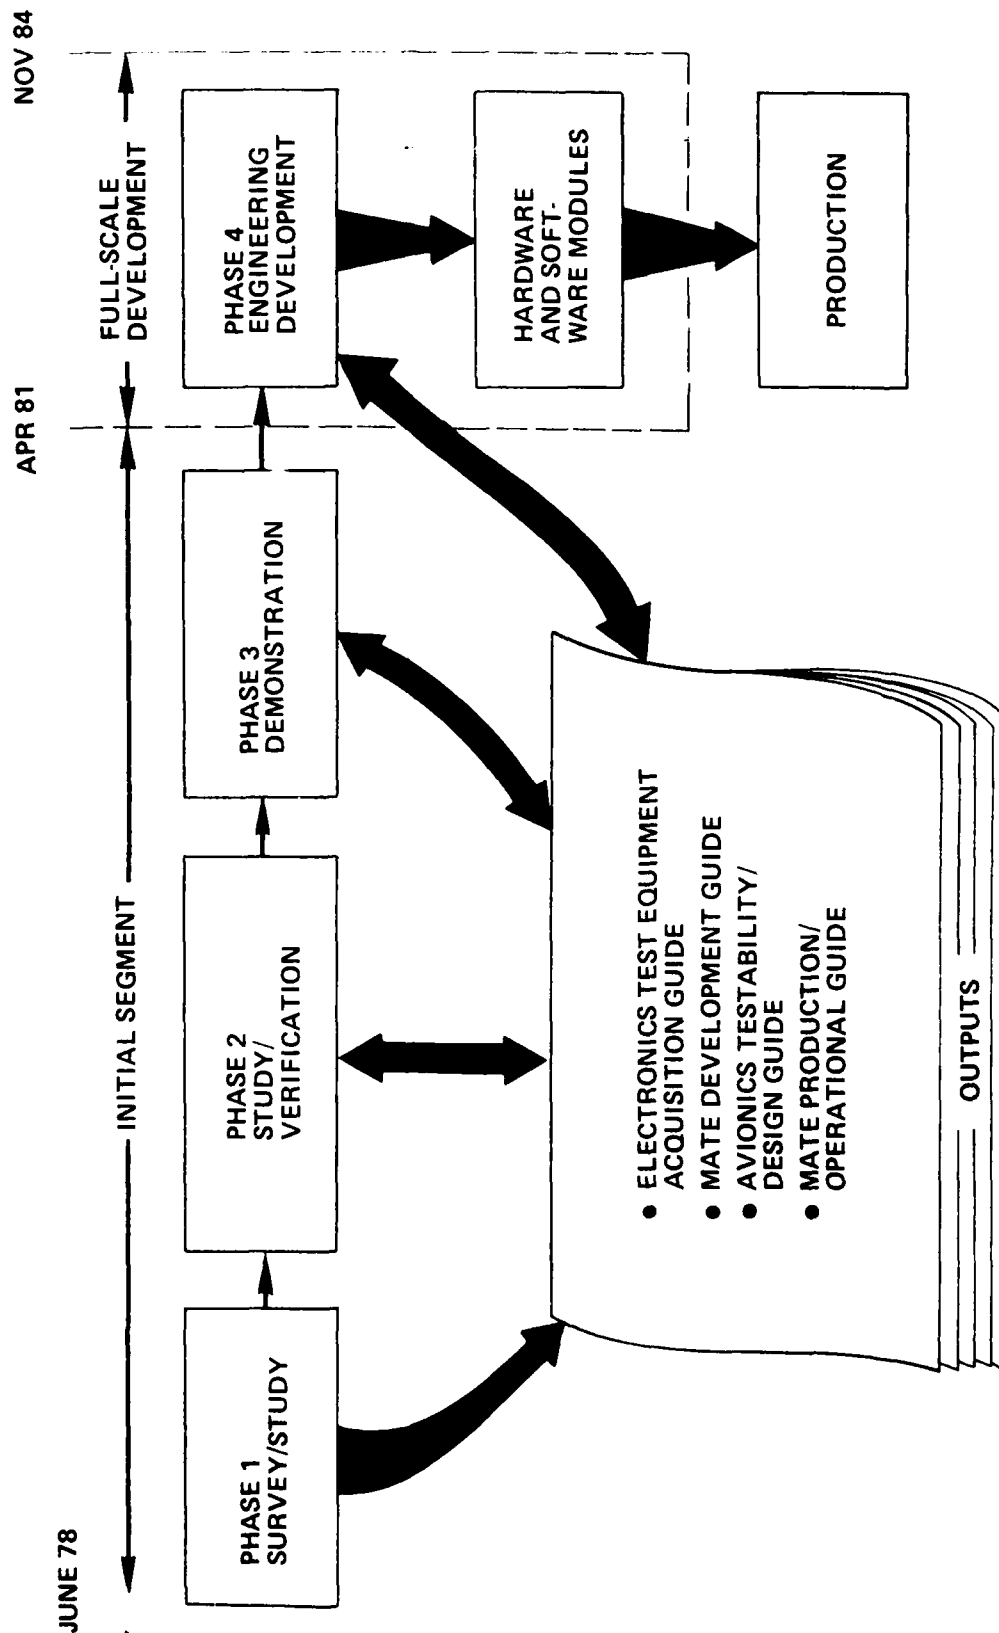 JUNE 78
APR 81
NOV 84
INITIAL SEGMENT
FULL-SCALE
DEVELOPMENT
PHASE 1
SURVEY/STUDY
PHASE 2
STUDY/
VERIFICATION
PHASE 3
DEMONSTRATION
PHASE 4
ENGINEERING
DEVELOPMENT
HARDWARE
AND SOFT-
WARE MODULES
PRODUCTION
• ELECTRONICS TEST EQUIPMENT
ACQUISITION GUIDE
• MATE DEVELOPMENT GUIDE
• AVIONICS TESTABILITY/
DESIGN GUIDE
• MATE PRODUCTION/
OPERATIONAL GUIDE
OUTPUTS